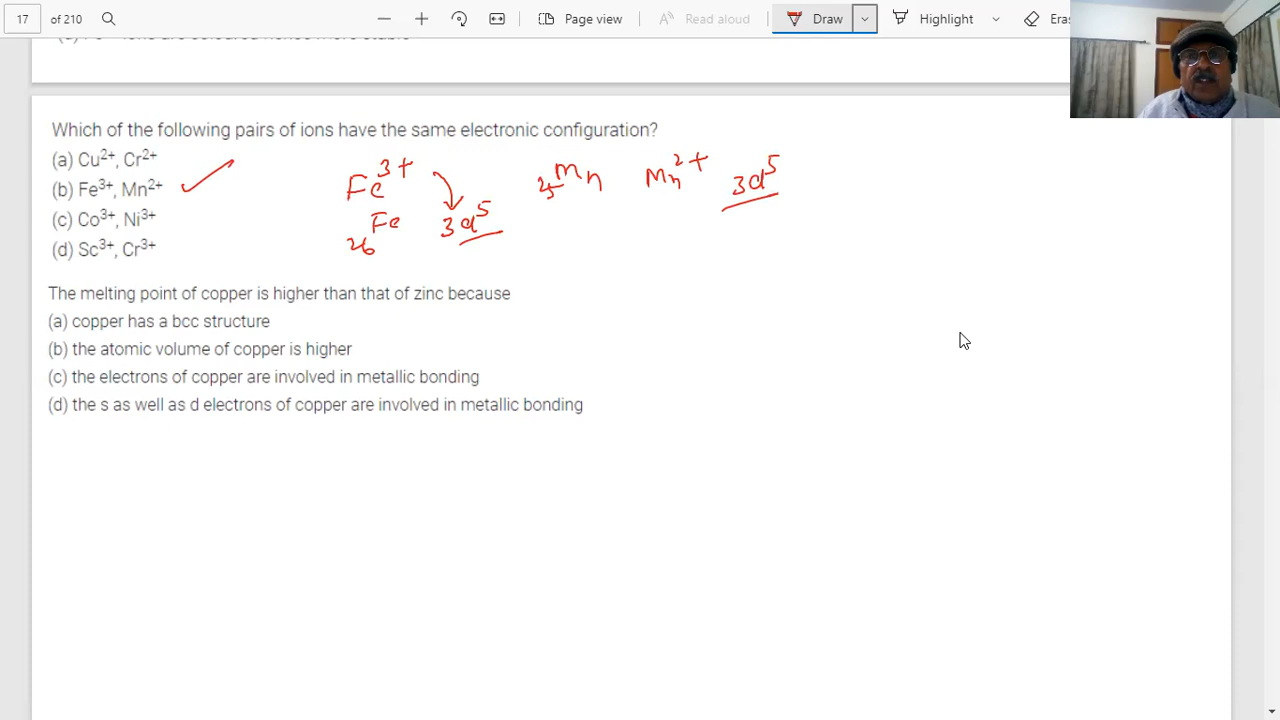 17 of 210 Page view Read aloud Draw Highlight
Which of the following pairs of ions have the same electronic configuration?
(a) Cu²⁺, Cr²⁺
(b) Fe³⁺, Mn²⁺
(c) Co³⁺, Ni³⁺
(d) Sc³⁺, Cr³⁺
Fe³⁺
₂₆Fe 3d⁵
₂₅Mn Mn²⁺ 3d⁵
The melting point of copper is higher than that of zinc because
(a) copper has a bcc structure
(b) the atomic volume of copper is higher
(c) the electrons of copper are involved in metallic bonding
(d) the s as well as d electrons of copper are involved in metallic bonding